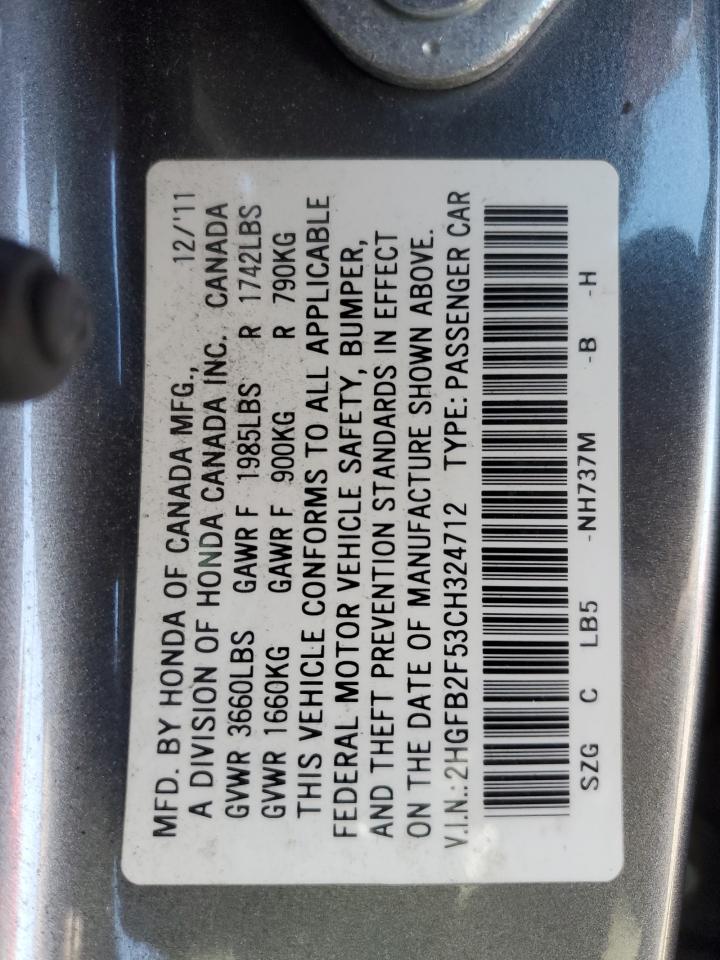 MFD. BY HONDA OF CANADA MFG., 12/'11
A DIVISION OF HONDA CANADA INC. CANADA
GVWR 3660LBS GAWR F 1985LBS R 1742LBS
GVWR 1660KG GAWR F 900KG R 790KG
THIS VEHICLE CONFORMS TO ALL APPLICABLE
FEDERAL MOTOR VEHICLE SAFETY, BUMPER,
AND THEFT PREVENTION STANDARDS IN EFFECT
ON THE DATE OF MANUFACTURE SHOWN ABOVE.
V.I.N.:2HGFB2F53CH324712 TYPE:PASSENGER CAR
SZG C LB5 -NH737M -B -H